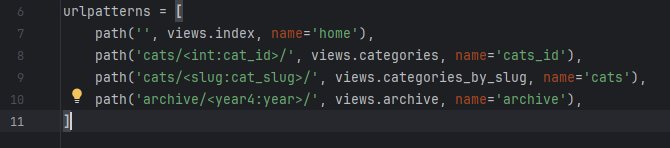 6 urlpatterns = [
7 path('', views.index, name='home'),
8 path('cats/<int:cat_id>/', views.categories, name='cats_id'),
9 path('cats/<slug:cat_slug>/', views.categories_by_slug, name='cats'),
10 path('archive/<year4:year>/', views.archive, name='archive'),
11 ]